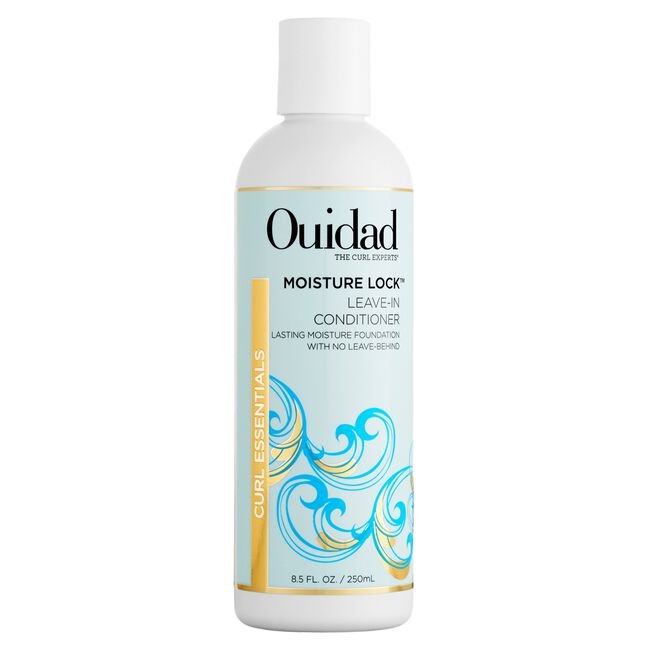 Ouidad
THE CURL EXPERTS®
MOISTURE LOCK™
LEAVE-IN
CONDITIONER
LASTING MOISTURE FOUNDATION
WITH NO LEAVE-BEHIND
CURL ESSENTIALS
8.5 FL. OZ. / 250mL